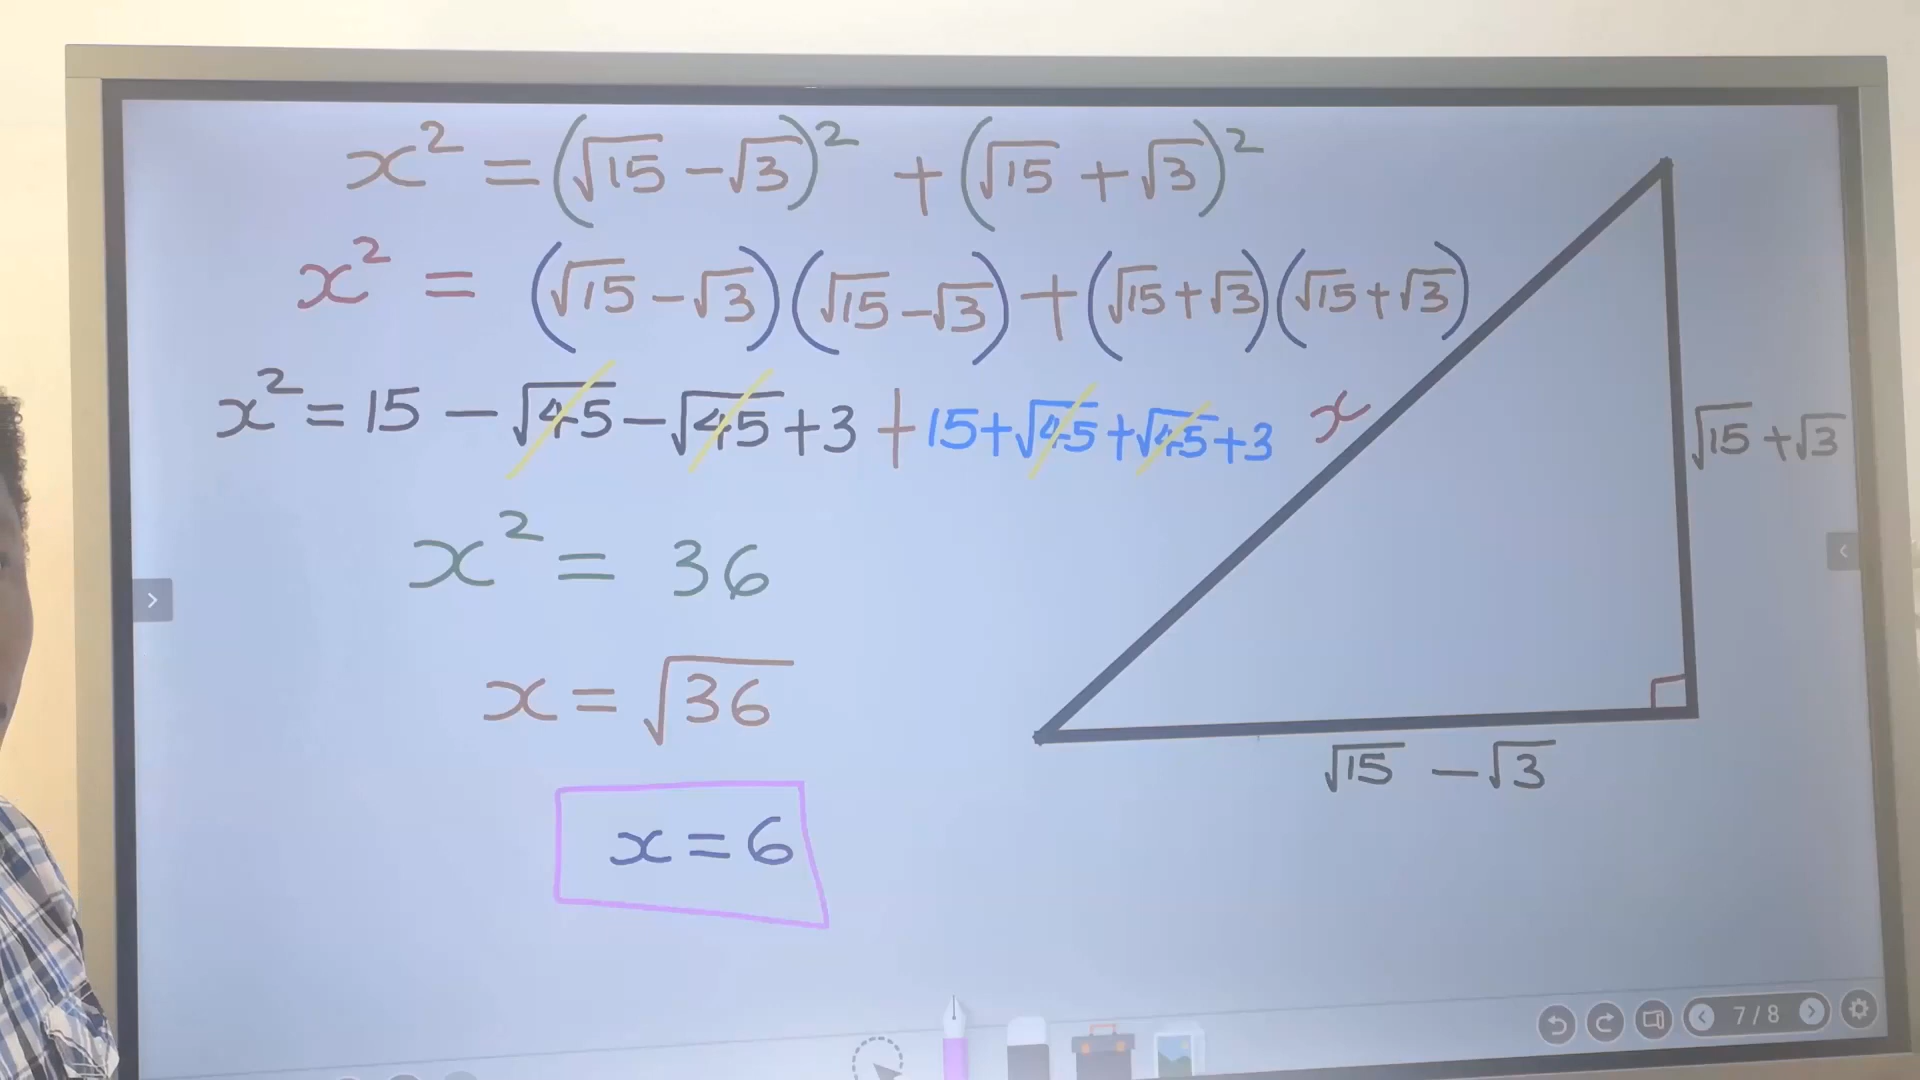 x² = (√15 − √3)² + (√15 + √3)²
x² = (√15 − √3)(√15 − √3) + (√15 + √3)(√15 + √3)
x² = 15 − √45 − √45 + 3 + 15 + √45 + √45 + 3
x² = 36
x = √36
x = 6
x
√15 + √3
√15 − √3
7 / 8